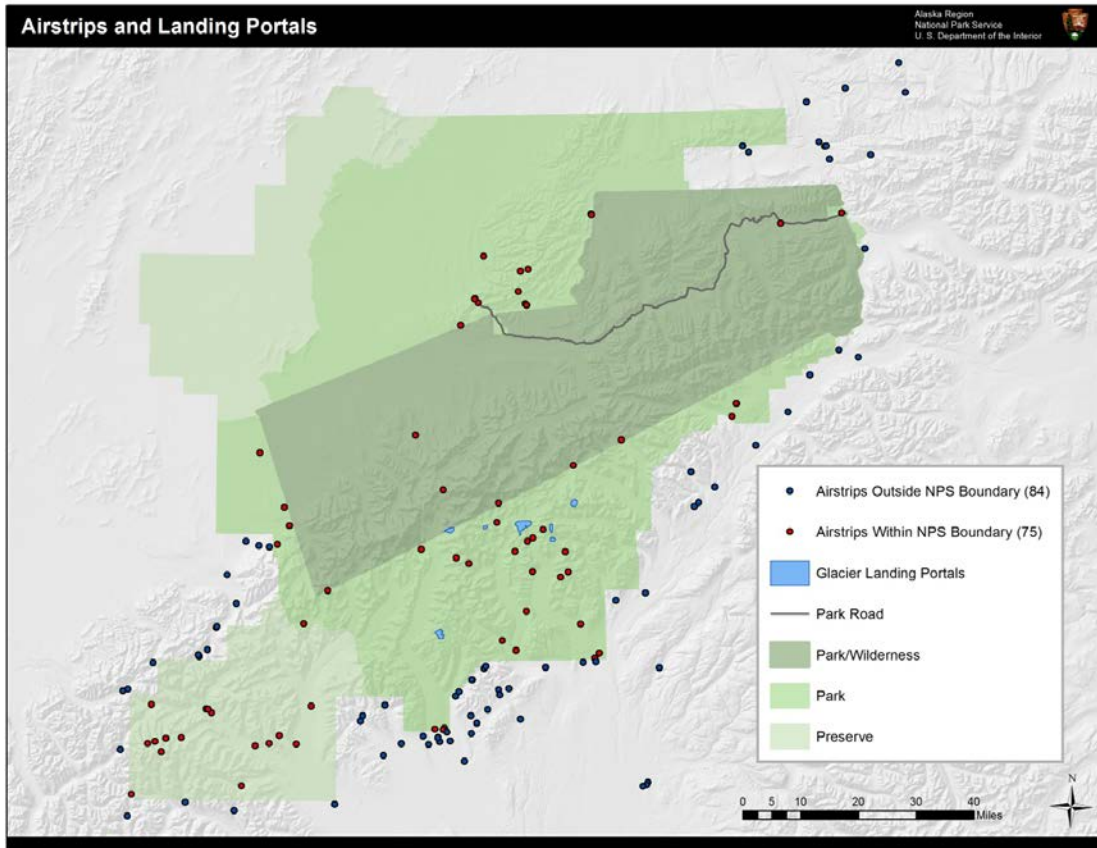 Airstrips and Landing Portals
Alaska Region
National Park Service
U. S. Department of the Interior
Airstrips Outside NPS Boundary (84)
Airstrips Within NPS Boundary (75)
Glacier Landing Portals
Park Road
Park/Wilderness
Park
Preserve
N
0 5 10 20 30 40
Miles